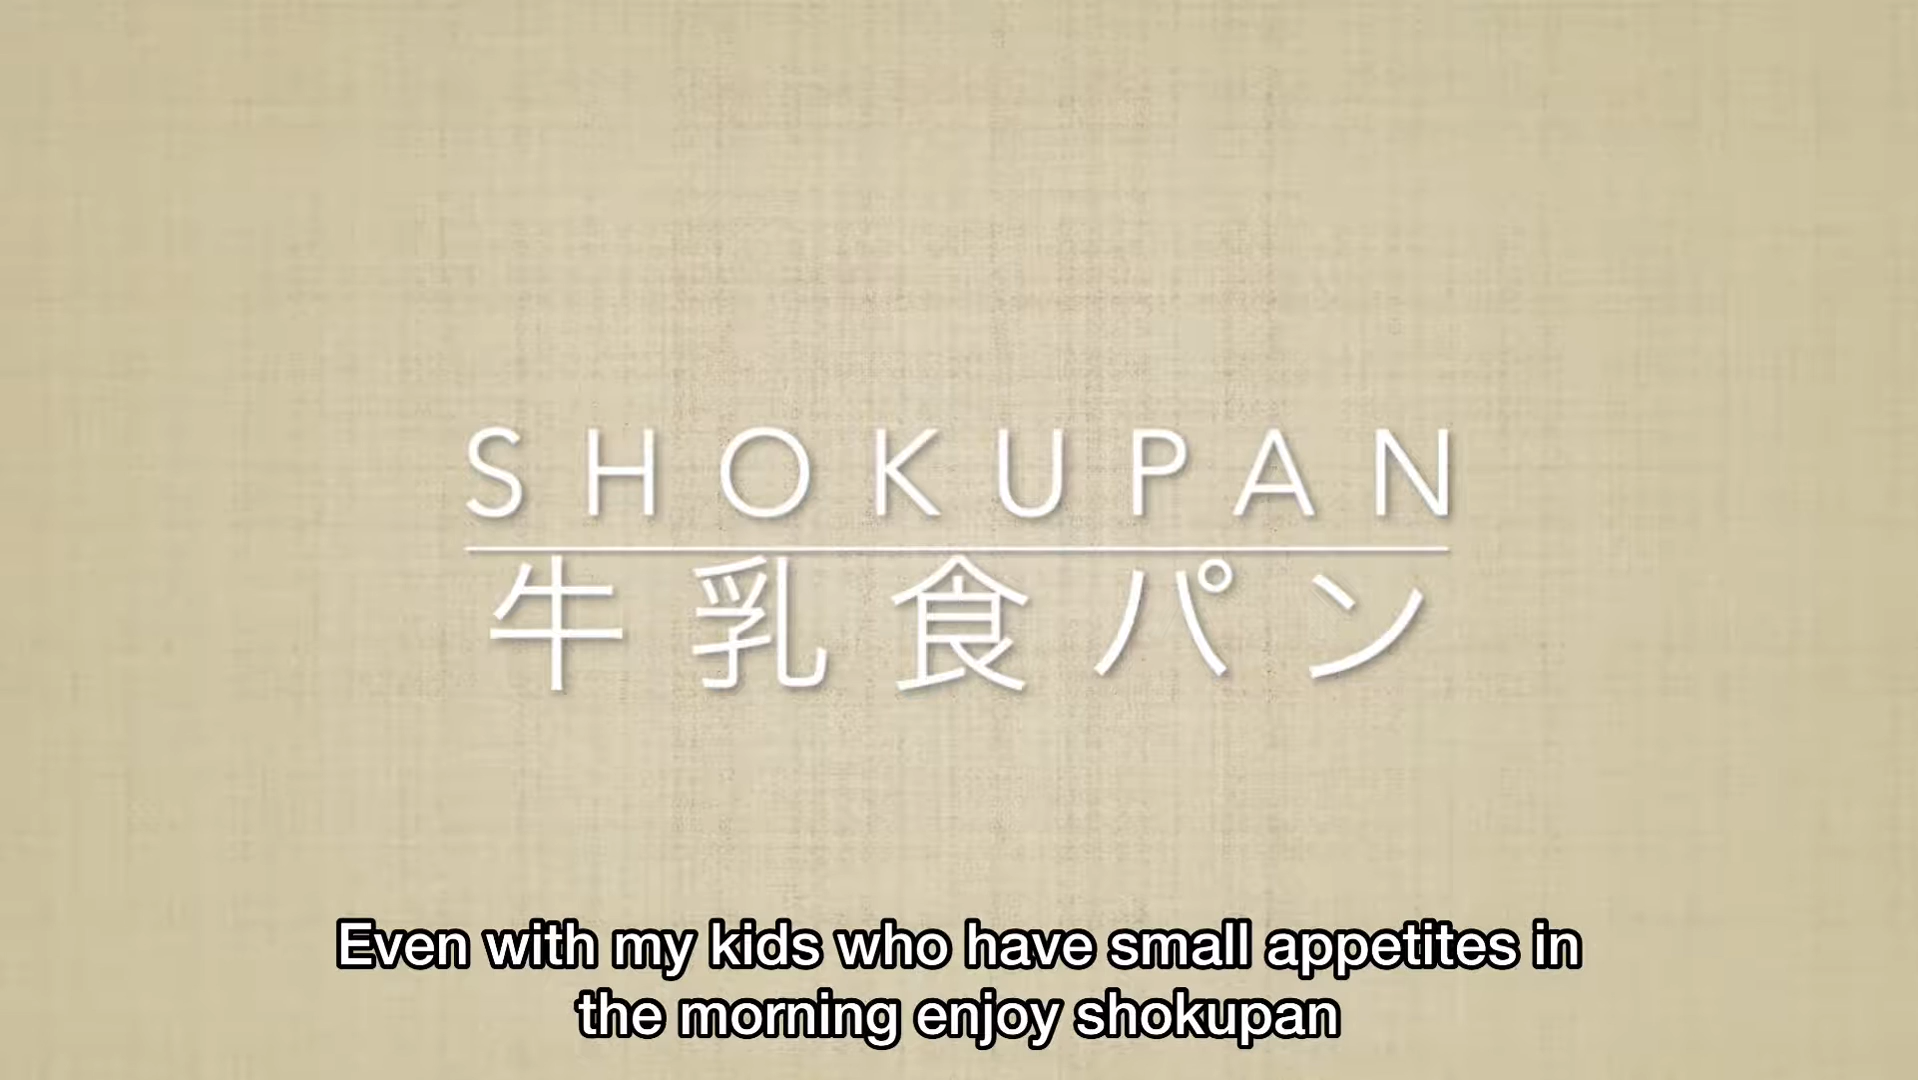 SHOKUPAN
牛乳食パン
Even with my kids who have small appetites in
the morning enjoy shokupan